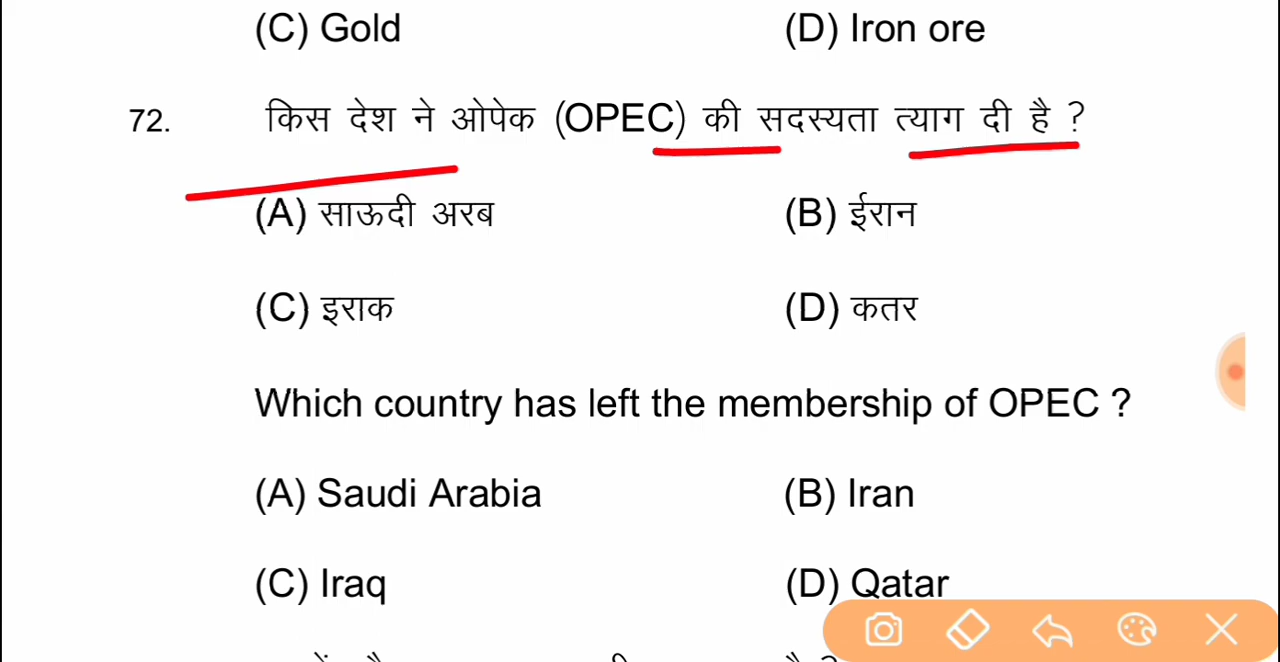 (C) Gold (D) Iron ore
72. किस देश ने ओपेक (OPEC) की सदस्यता त्याग दी है ?
(A) साऊदी अरब (B) ईरान
(C) इराक (D) कतर
Which country has left the membership of OPEC ?
(A) Saudi Arabia (B) Iran
(C) Iraq (D) Qatar